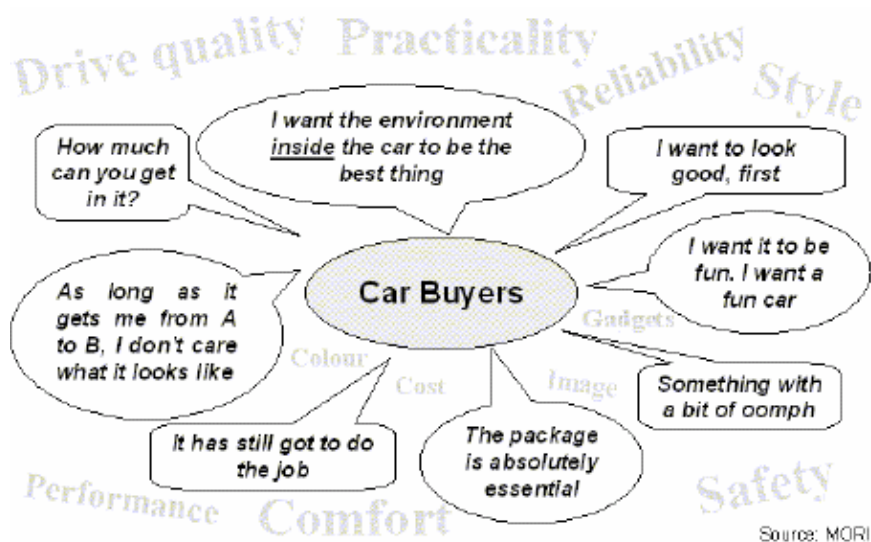 Drive quality
Practicality
Reliability
Style
How much
can you get
in it?
I want the environment
inside the car to be the
best thing
I want to look
good, first
I want it to be
fun. I want a
fun car
Car Buyers
As long as it
gets me from A
to B, I don't care
what it looks like
Gadgets
Colour
Cost
Image
Something with
a bit of oomph
It has still got to do
the job
The package
is absolutely
essential
Performance
Comfort
Safety
Source: MORI